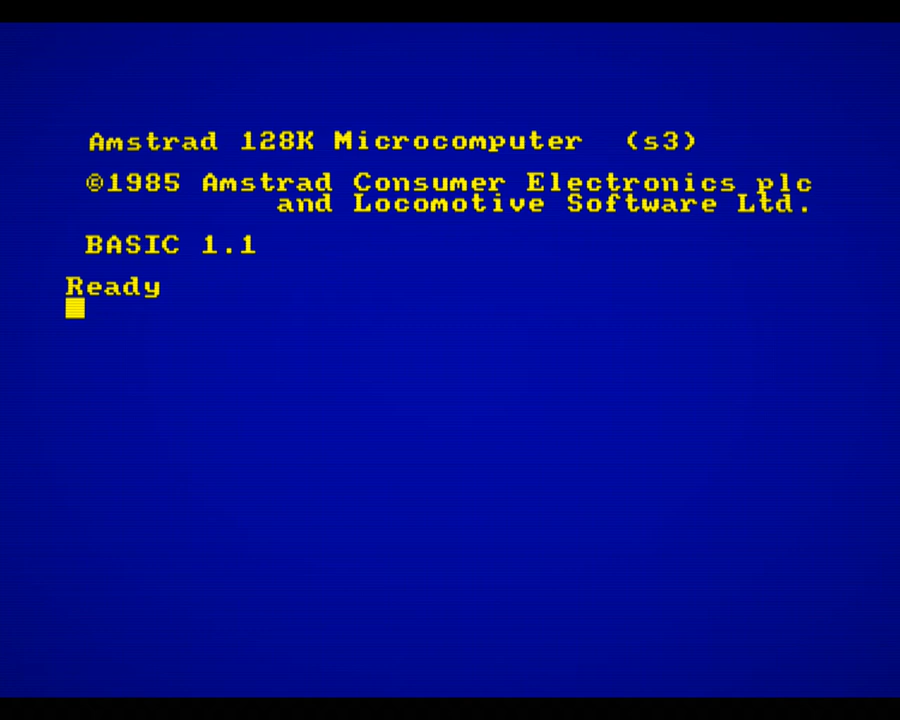 Amstrad 128K Microcomputer  (s3)
©1985 Amstrad Consumer Electronics plc
and Locomotive Software Ltd.
BASIC 1.1
Ready